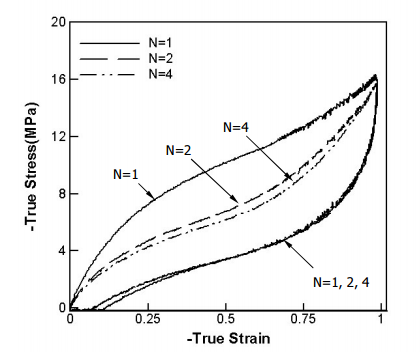 20
16
12
8
4
0
-True Stress(MPa)
N=1
N=2
N=4
N=4
N=2
N=1
N=1, 2, 4
0
0.25
0.5
0.75
1
-True Strain